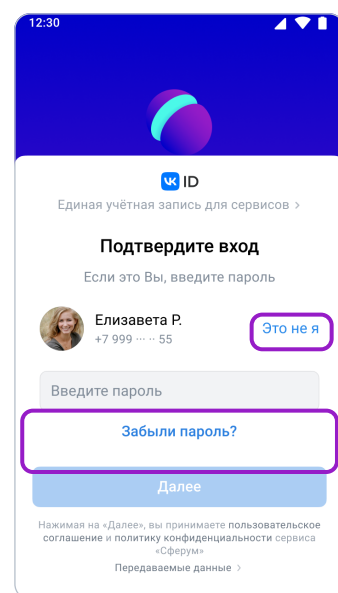 12:30
VK ID
Единая учётная запись для сервисов >
Подтвердите вход
Если это Вы, введите пароль
Елизавета Р.
Это не я
+7 999 ··· ·· 55
Введите пароль
Забыли пароль?
Далее
Нажимая на «Далее», вы принимаете пользовательское
соглашение и политику конфиденциальности сервиса
«Сферум»
Передаваемые данные >